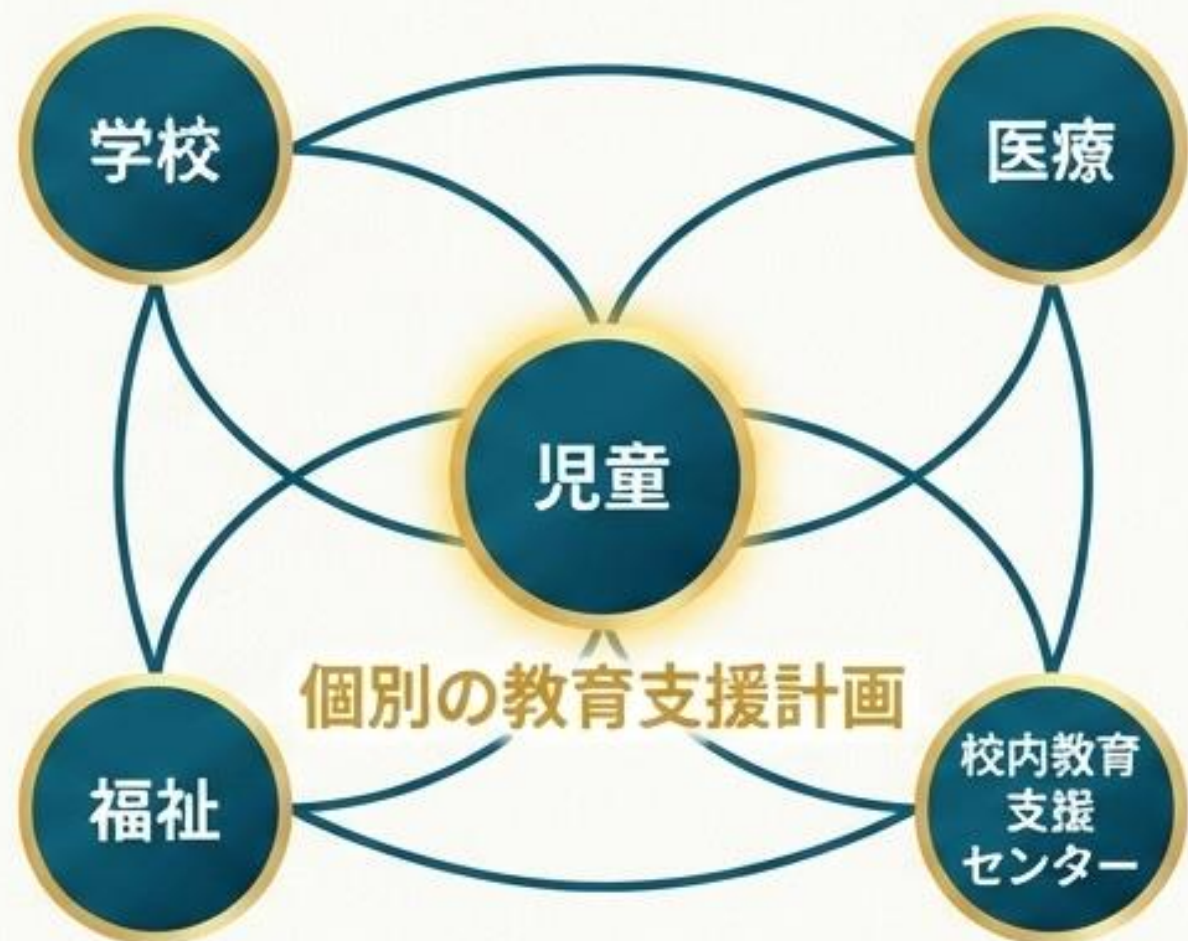 学校
医療
児童
個別の教育支援計画
福祉
校内教育
支援
センター